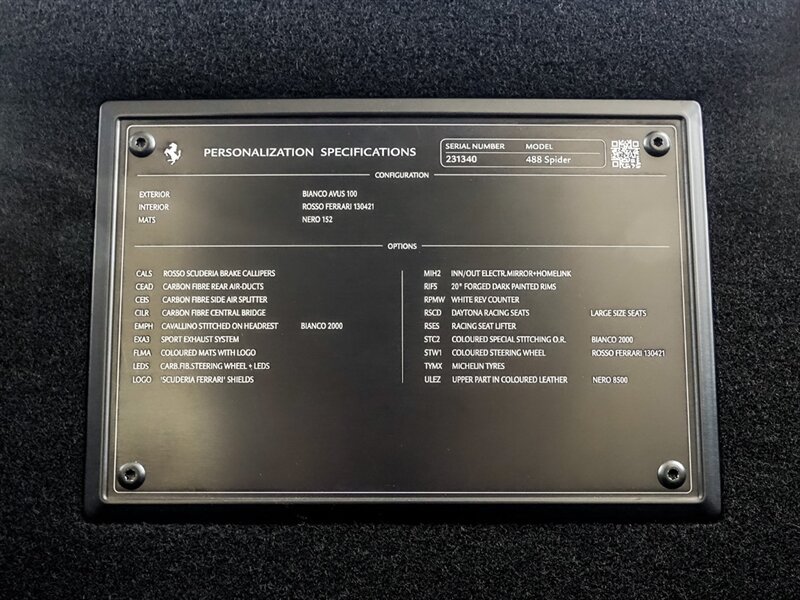 PERSONALIZATION SPECIFICATIONS
SERIAL NUMBER MODEL
231340 488 Spider
CONFIGURATION
EXTERIOR BIANCO AVUS 100
INTERIOR ROSSO FERRARI 130421
MATS NERO 152
OPTIONS
CALS ROSSO SCUDERIA BRAKE CALLIPERS
CEAD CARBON FIBRE REAR AIR-DUCTS
CEIS CARBON FIBRE SIDE AIR SPLITTER
CILR CARBON FIBRE CENTRAL BRIDGE
EMPH CAVALLINO STITCHED ON HEADREST BIANCO 2000
EXA3 SPORT EXHAUST SYSTEM
FLMA COLOURED MATS WITH LOGO
LEDS CARB.FIB.STEERING WHEEL + LEDS
LOGO 'SCUDERIA FERRARI' SHIELDS
MIH2 INN/OUT ELECTR.MIRROR+HOMELINK
RIFS 20" FORGED DARK PAINTED RIMS
RPMW WHITE REV COUNTER
RSCD DAYTONA RACING SEATS LARGE SIZE SEATS
RSES RACING SEAT LIFTER
STC2 COLOURED SPECIAL STITCHING O.R. BIANCO 2000
STW1 COLOURED STEERING WHEEL ROSSO FERRARI 130421
TYMX MICHELIN TYRES
ULEZ UPPER PART IN COLOURED LEATHER NERO 8500